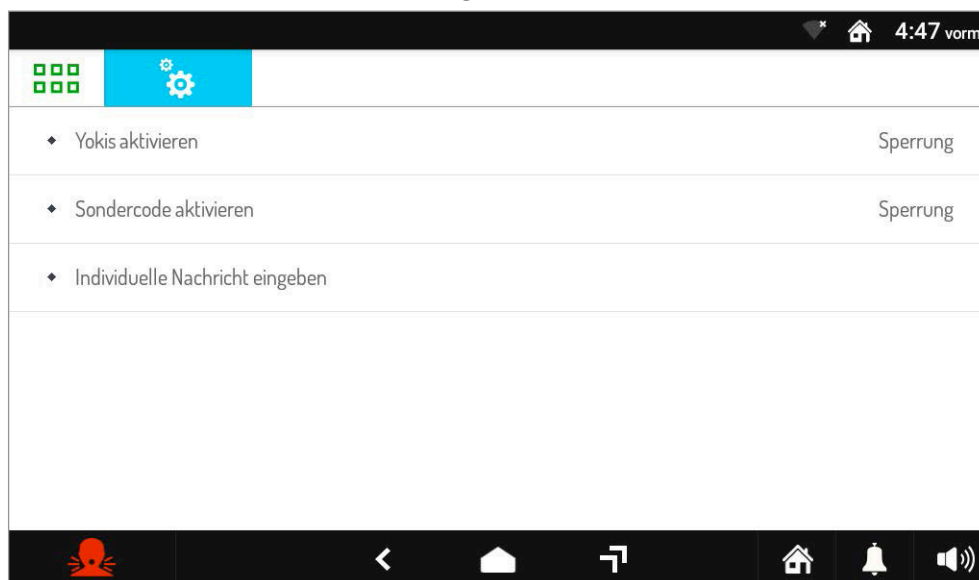 4:47 vorm
Yokis aktivieren Sperrung
Sondercode aktivieren Sperrung
Individuelle Nachricht eingeben